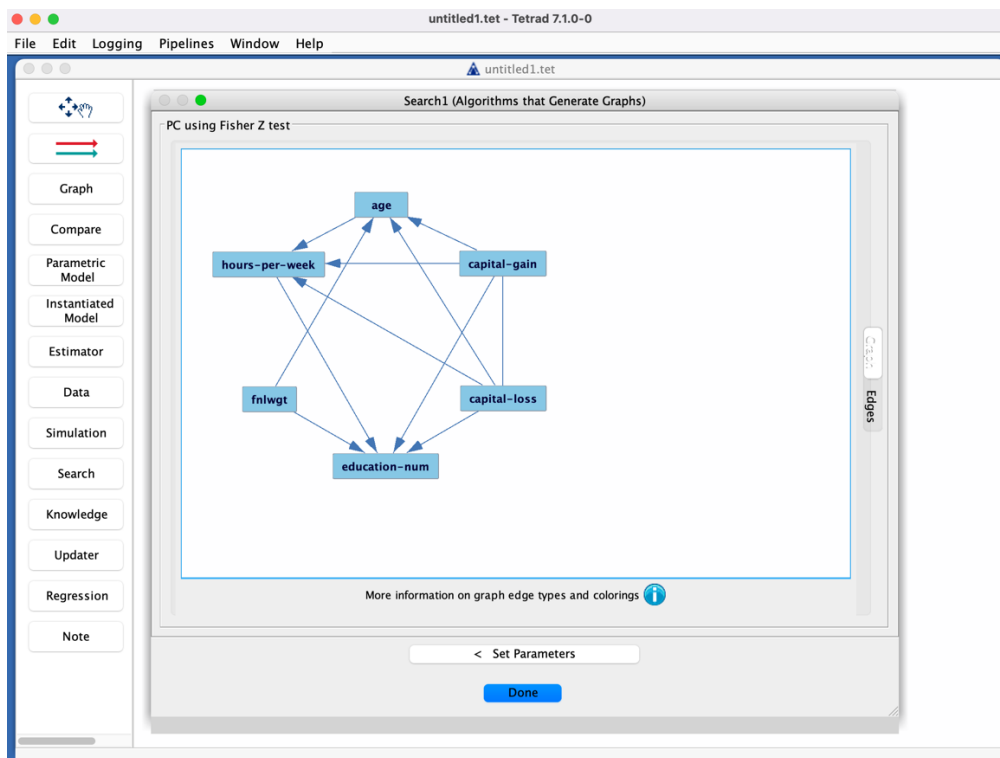 untitled1.tet - Tetrad 7.1.0-0
File Edit Logging Pipelines Window Help
untitled1.tet
Search1 (Algorithms that Generate Graphs)
PC using Fisher Z test
Graph
Compare
Parametric
Model
Instantiated
Model
Estimator
Data
Simulation
Search
Knowledge
Updater
Regression
Note
age
hours-per-week
capital-gain
fnlwgt
capital-loss
education-num
Graph
Edges
More information on graph edge types and colorings
< Set Parameters
Done